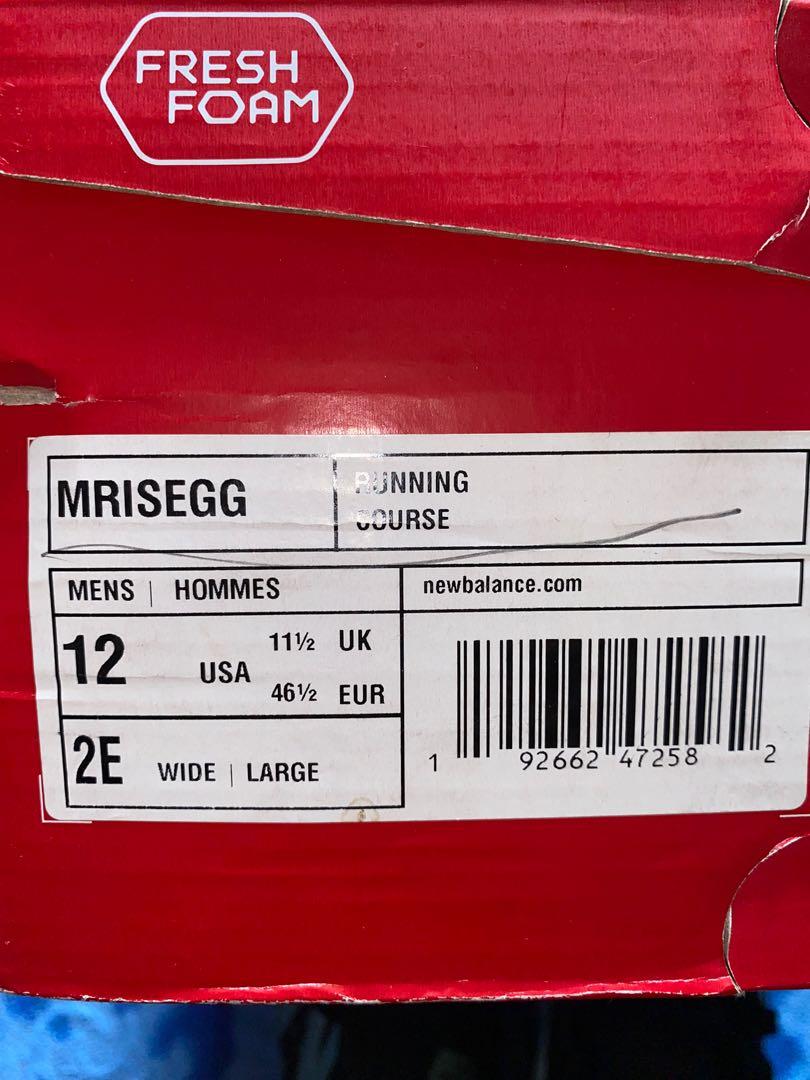 FRESH
FOAM
MRISEGG
RUNNING
COURSE
MENS | HOMMES
newbalance.com
12 USA
11½ UK
46½ EUR
2E WIDE | LARGE
1 92662 47258 2